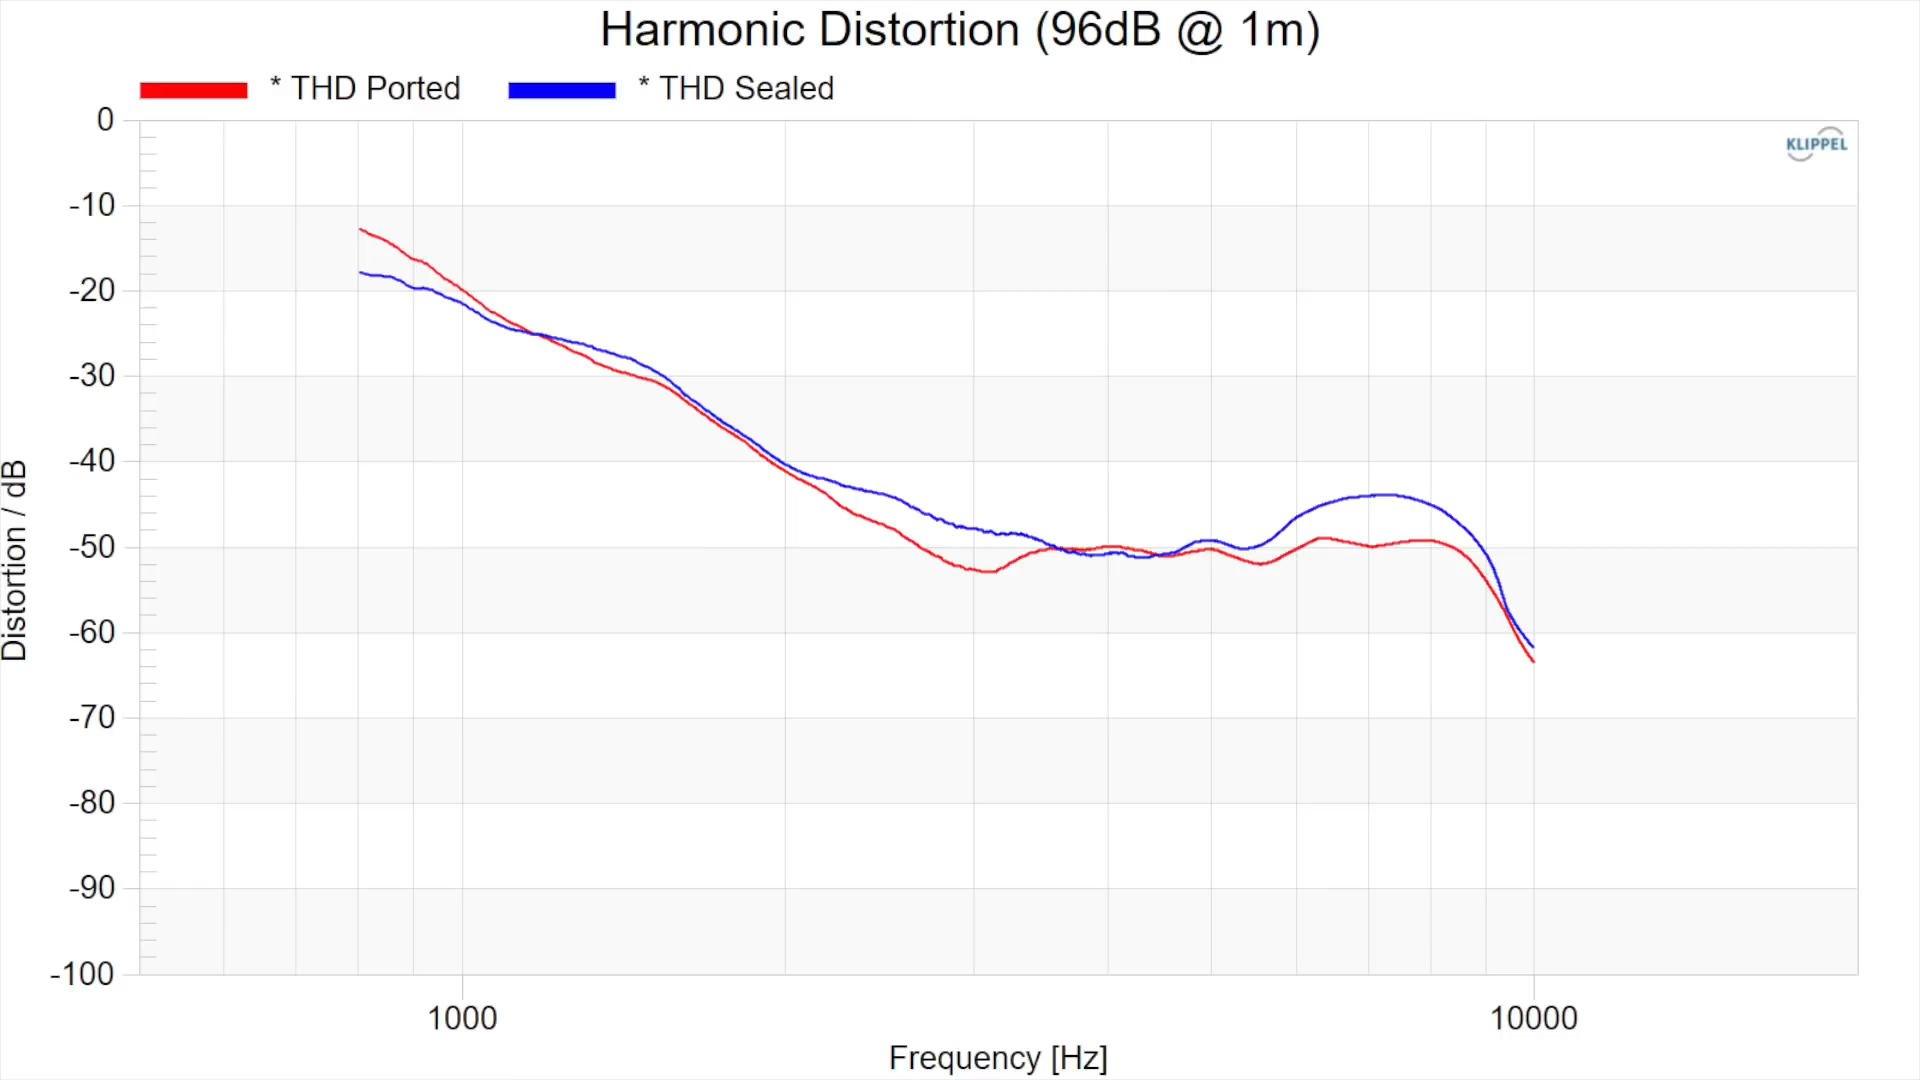 Harmonic Distortion (96dB @ 1m)
* THD Ported * THD Sealed
KLIPPEL
0
-10
-20
-30
-40
-50
-60
-70
-80
-90
-100
Distortion / dB
1000 10000
Frequency [Hz]